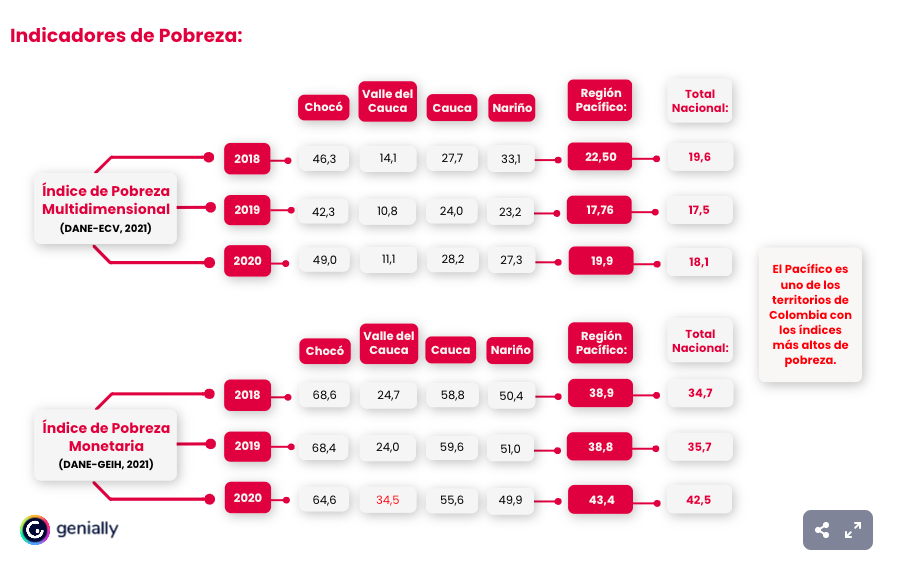 Indicadores de Pobreza:
Chocó
Valle del
Cauca
Cauca
Nariño
Región
Pacífico:
Total
Nacional:
Índice de Pobreza
Multidimensional
(DANE-ECV, 2021)
2018 46,3 14,1 27,7 33,1 22,50 19,6
2019 42,3 10,8 24,0 23,2 17,76 17,5
2020 49,0 11,1 28,2 27,3 19,9 18,1
El Pacífico es
uno de los
territorios de
Colombia con
los índices
más altos de
pobreza.
Chocó
Valle del
Cauca
Cauca
Nariño
Región
Pacífico:
Total
Nacional:
Índice de Pobreza
Monetaria
(DANE-GEIH, 2021)
2018 68,6 24,7 58,8 50,4 38,9 34,7
2019 68,4 24,0 59,6 51,0 38,8 35,7
2020 64,6 34,5 55,6 49,9 43,4 42,5
genially